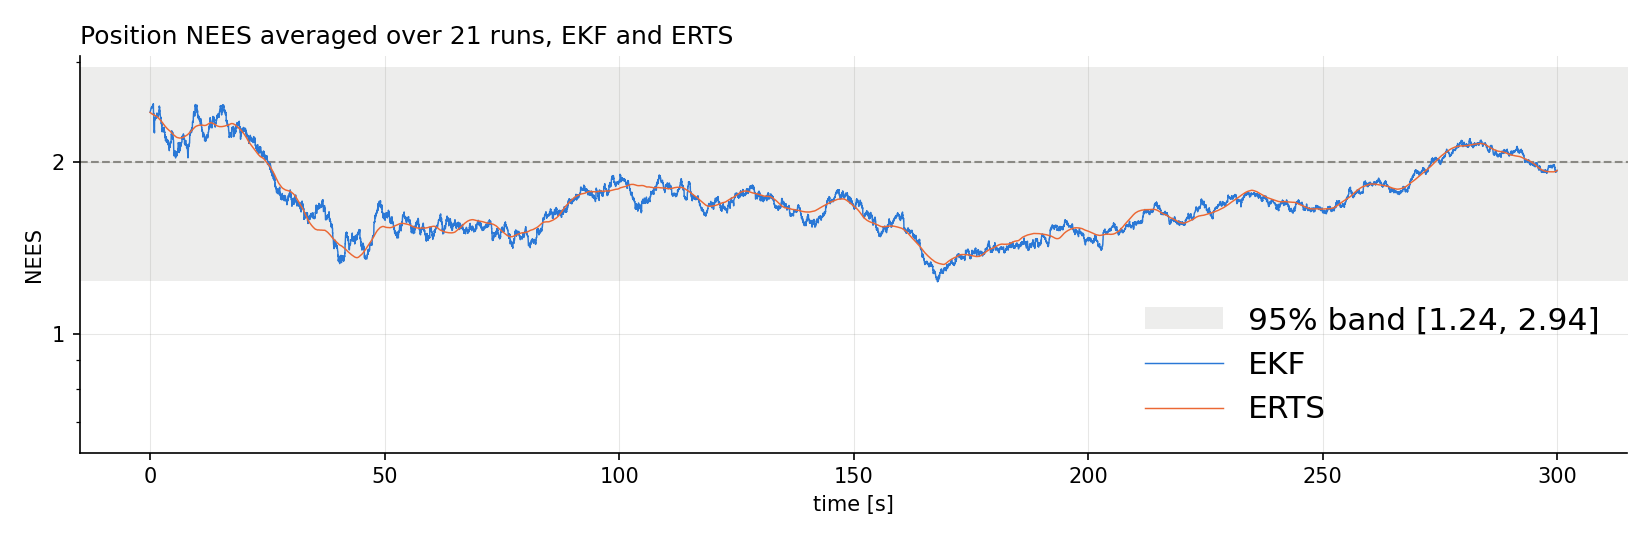 Position NEES averaged over 21 runs, EKF and ERTS
NEES
2
1
95% band [1.24, 2.94]
EKF
ERTS
0 50 100 150 200 250 300
time [s]